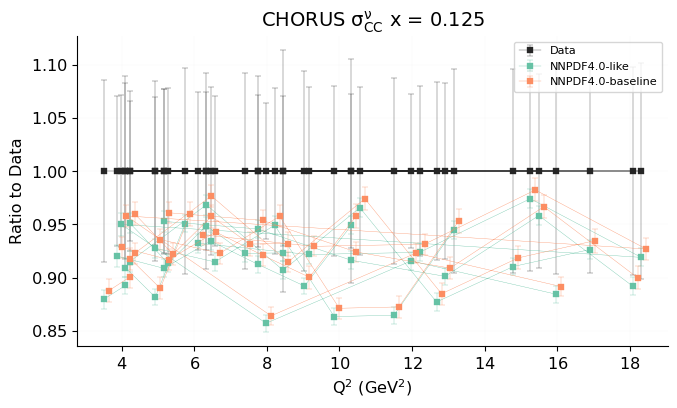 CHORUS σ^ν_CC x = 0.125
Data
NNPDF4.0-like
NNPDF4.0-baseline
Ratio to Data
1.10
1.05
1.00
0.95
0.90
0.85
4 6 8 10 12 14 16 18
Q² (GeV²)